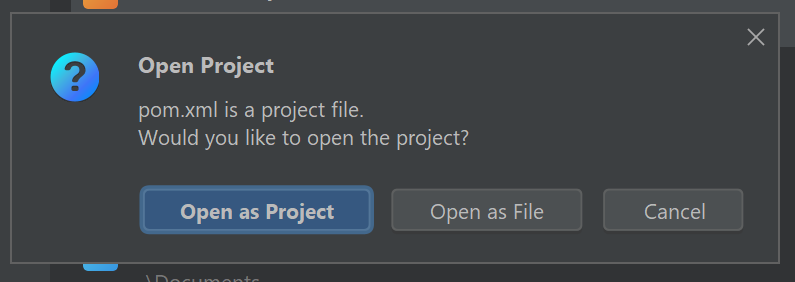 Open Project
pom.xml is a project file.
Would you like to open the project?
Open as Project Open as File Cancel
.\Documents